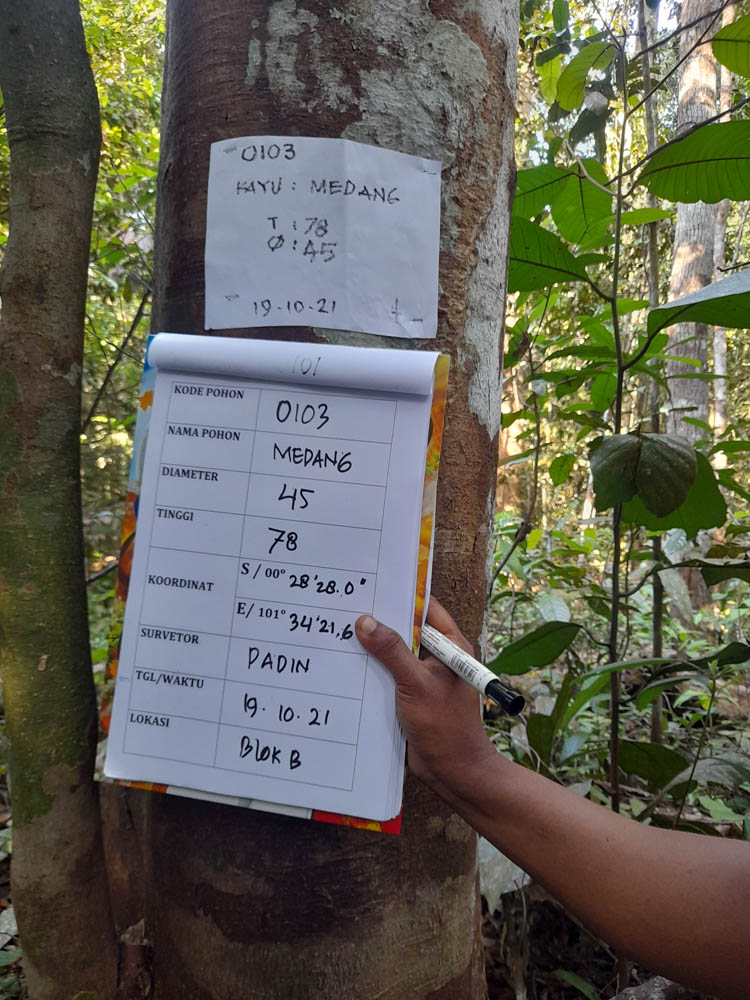 0103
KAYU : MEDANG
T : 78
Ø : 45
19-10-21
101
KODE POHON 0103
NAMA POHON MEDANG
DIAMETER 45
TINGGI 78
KOORDINAT S / 00° 28'28.0"
E/ 101° 34'21,6
SURVETOR DADIN
TGL/WAKTU 19. 10. 21
LOKASI BLOK B